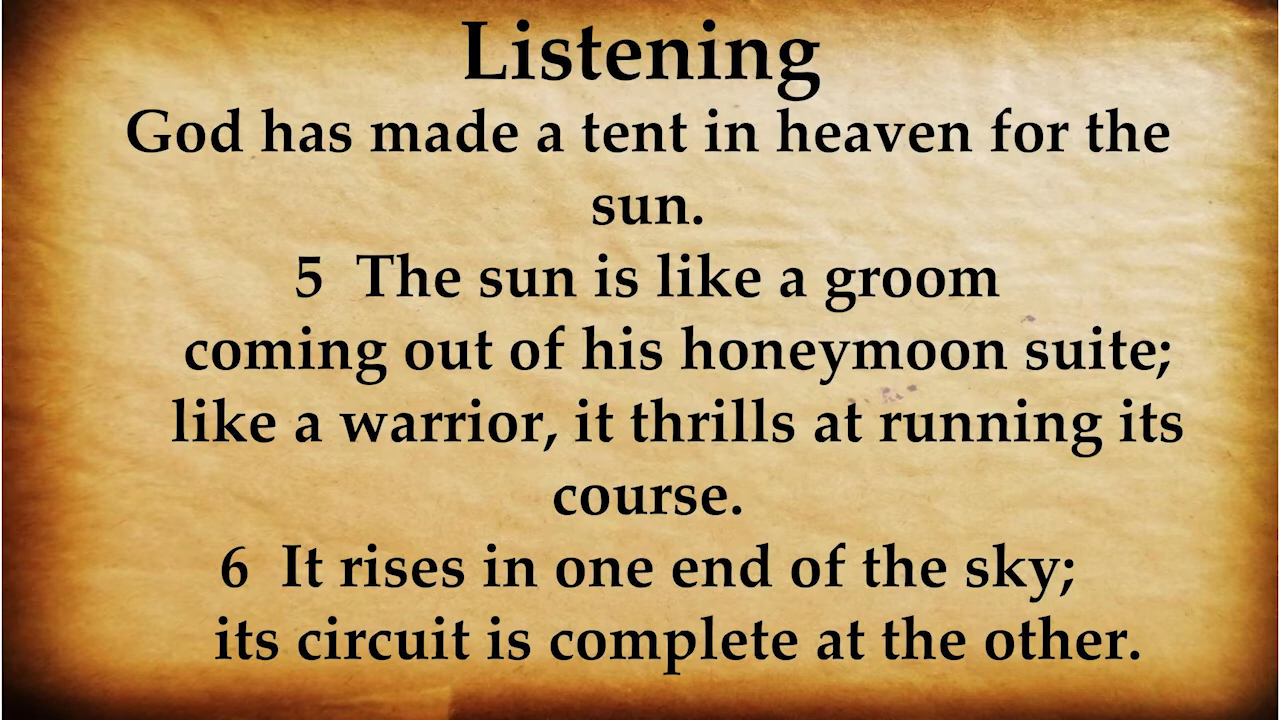 Listening
God has made a tent in heaven for the
sun.
5  The sun is like a groom
coming out of his honeymoon suite;
like a warrior, it thrills at running its
course.
6  It rises in one end of the sky;
its circuit is complete at the other.